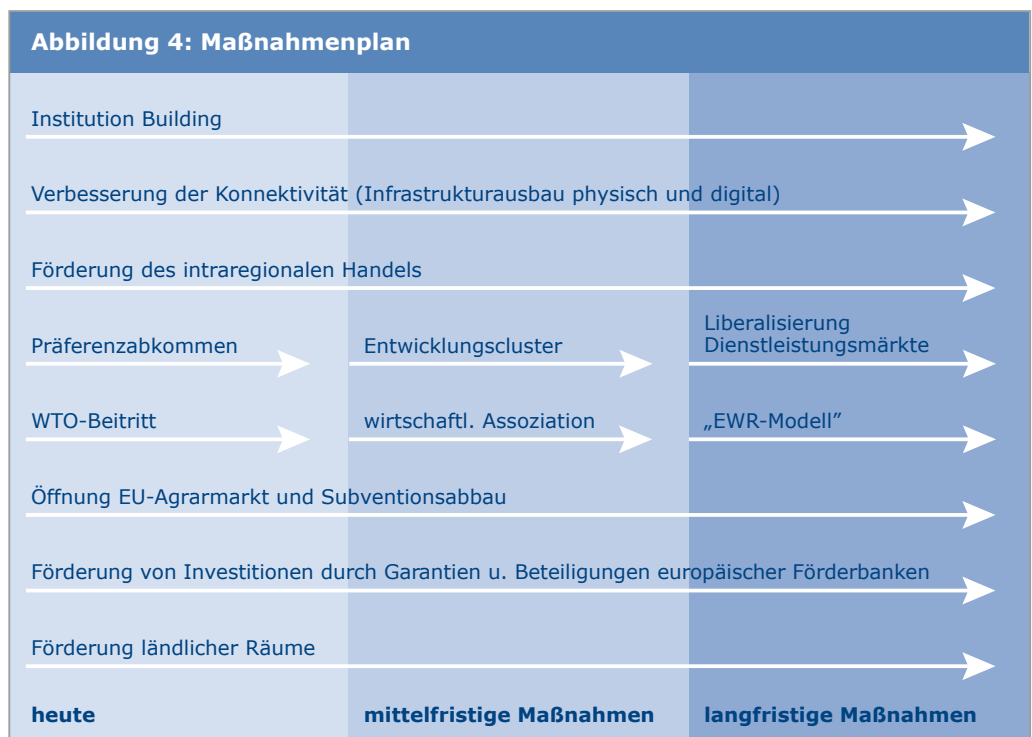 Abbildung 4: Maßnahmenplan
Institution Building
Verbesserung der Konnektivität (Infrastrukturausbau physisch und digital)
Förderung des intraregionalen Handels
Präferenzabkommen
Entwicklungscluster
Liberalisierung
Dienstleistungsmärkte
WTO-Beitritt
wirtschaftl. Assoziation
„EWR-Modell”
Öffnung EU-Agrarmarkt und Subventionsabbau
Förderung von Investitionen durch Garantien u. Beteiligungen europäischer Förderbanken
Förderung ländlicher Räume
heute
mittelfristige Maßnahmen
langfristige Maßnahmen